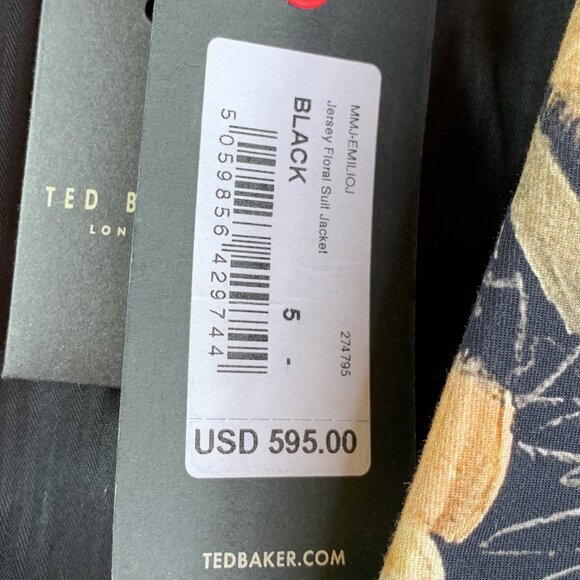 TED B
LON
MMJ-EMILIOJ
Jersey Floral Suit Jacket
BLACK
5 -
274795
5 059856 429744
USD 595.00
TEDBAKER.COM